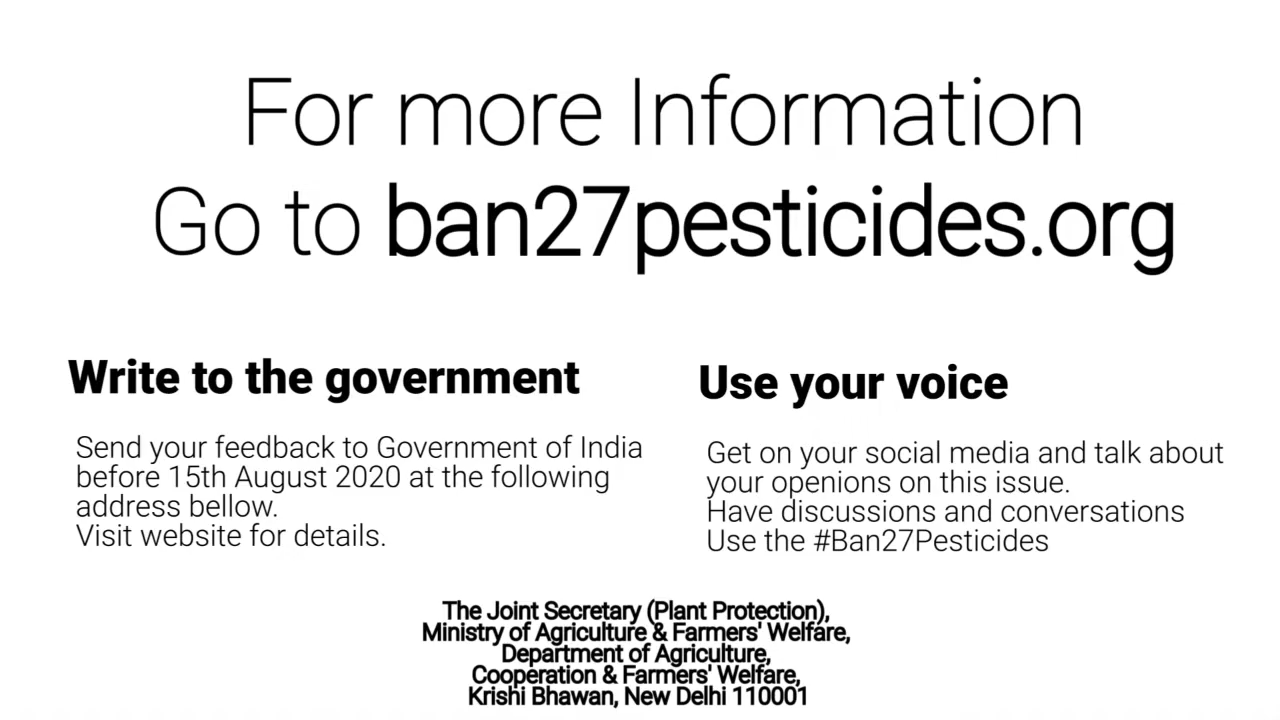 For more Information
Go to ban27pesticides.org
Write to the government
Send your feedback to Government of India
before 15th August 2020 at the following
address bellow.
Visit website for details.
Use your voice
Get on your social media and talk about
your openions on this issue.
Have discussions and conversations
Use the #Ban27Pesticides
The Joint Secretary (Plant Protection),
Ministry of Agriculture & Farmers' Welfare,
Department of Agriculture,
Cooperation & Farmers' Welfare,
Krishi Bhawan, New Delhi 110001